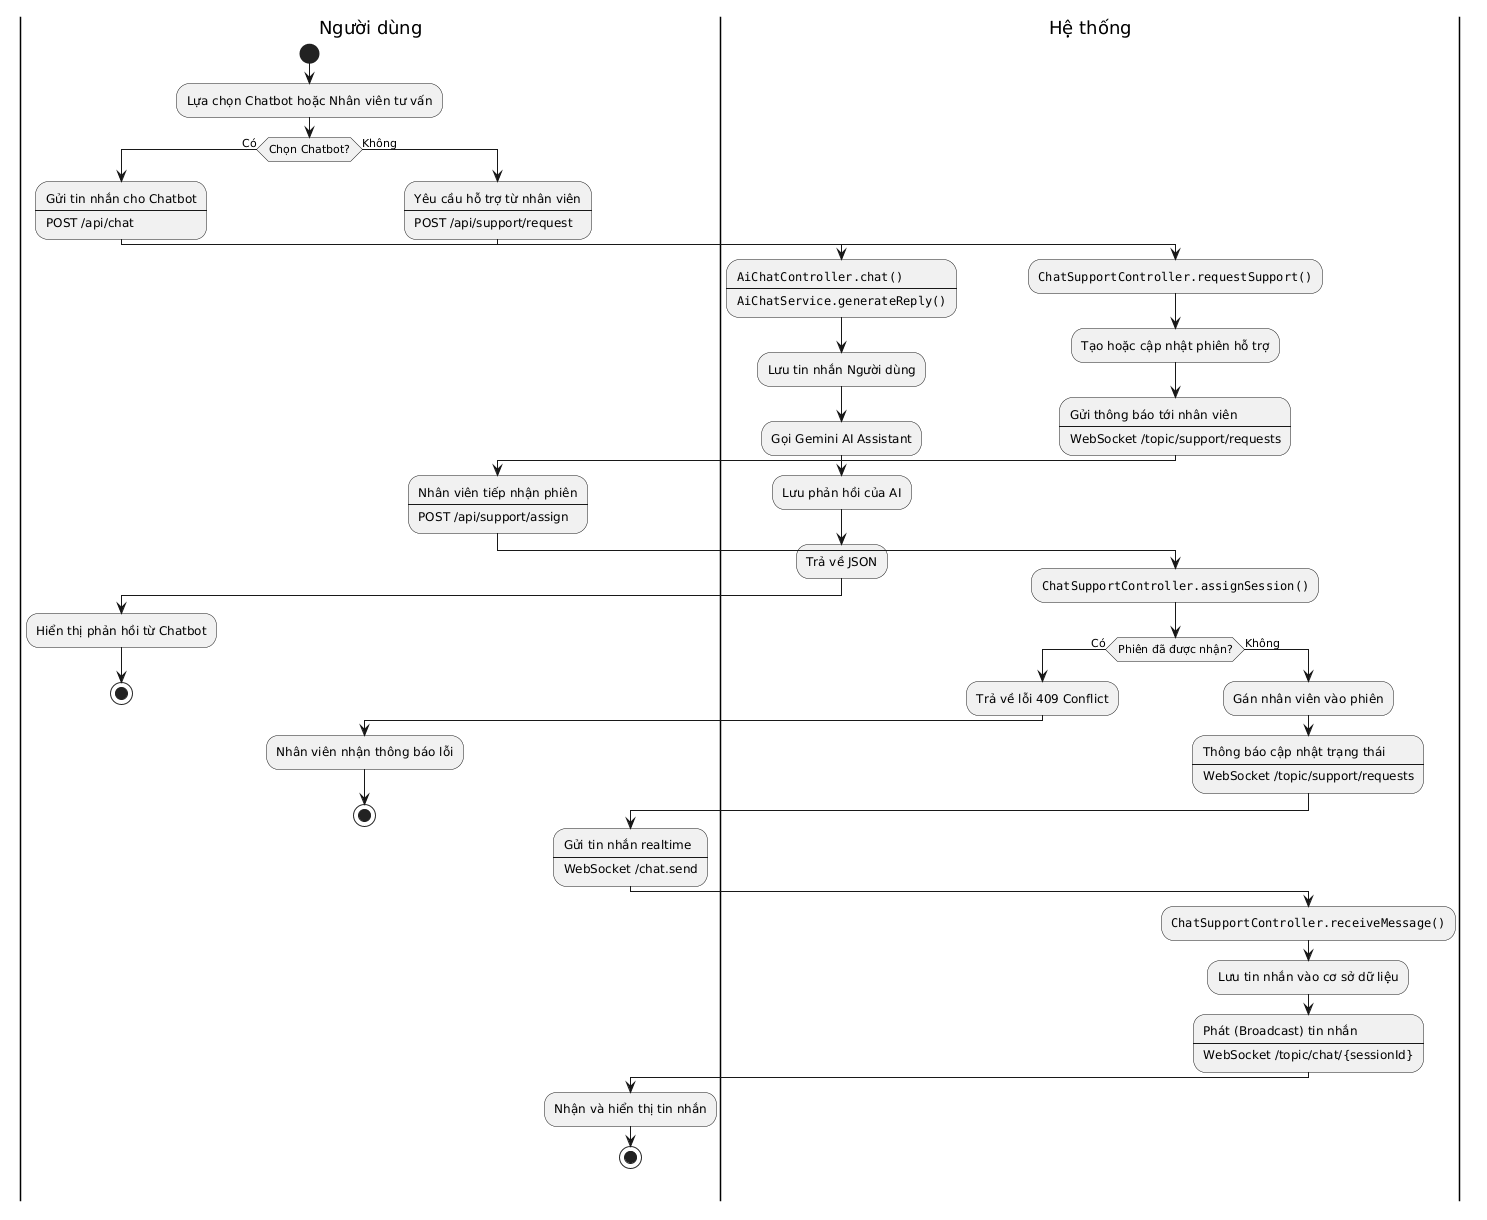 Người dùng
Hệ thống
Lựa chọn Chatbot hoặc Nhân viên tư vấn
Có
Chọn Chatbot?
Không
Gửi tin nhắn cho Chatbot
POST /api/chat
Yêu cầu hỗ trợ từ nhân viên
POST /api/support/request
AiChatController.chat()
AiChatService.generateReply()
ChatSupportController.requestSupport()
Lưu tin nhắn Người dùng
Tạo hoặc cập nhật phiên hỗ trợ
Gọi Gemini AI Assistant
Gửi thông báo tới nhân viên
WebSocket /topic/support/requests
Nhân viên tiếp nhận phiên
POST /api/support/assign
Lưu phản hồi của AI
Trả về JSON
ChatSupportController.assignSession()
Hiển thị phản hồi từ Chatbot
Có
Phiên đã được nhận?
Không
Trả về lỗi 409 Conflict
Gán nhân viên vào phiên
Nhân viên nhận thông báo lỗi
Thông báo cập nhật trạng thái
WebSocket /topic/support/requests
Gửi tin nhắn realtime
WebSocket /chat.send
ChatSupportController.receiveMessage()
Lưu tin nhắn vào cơ sở dữ liệu
Phát (Broadcast) tin nhắn
WebSocket /topic/chat/{sessionId}
Nhận và hiển thị tin nhắn